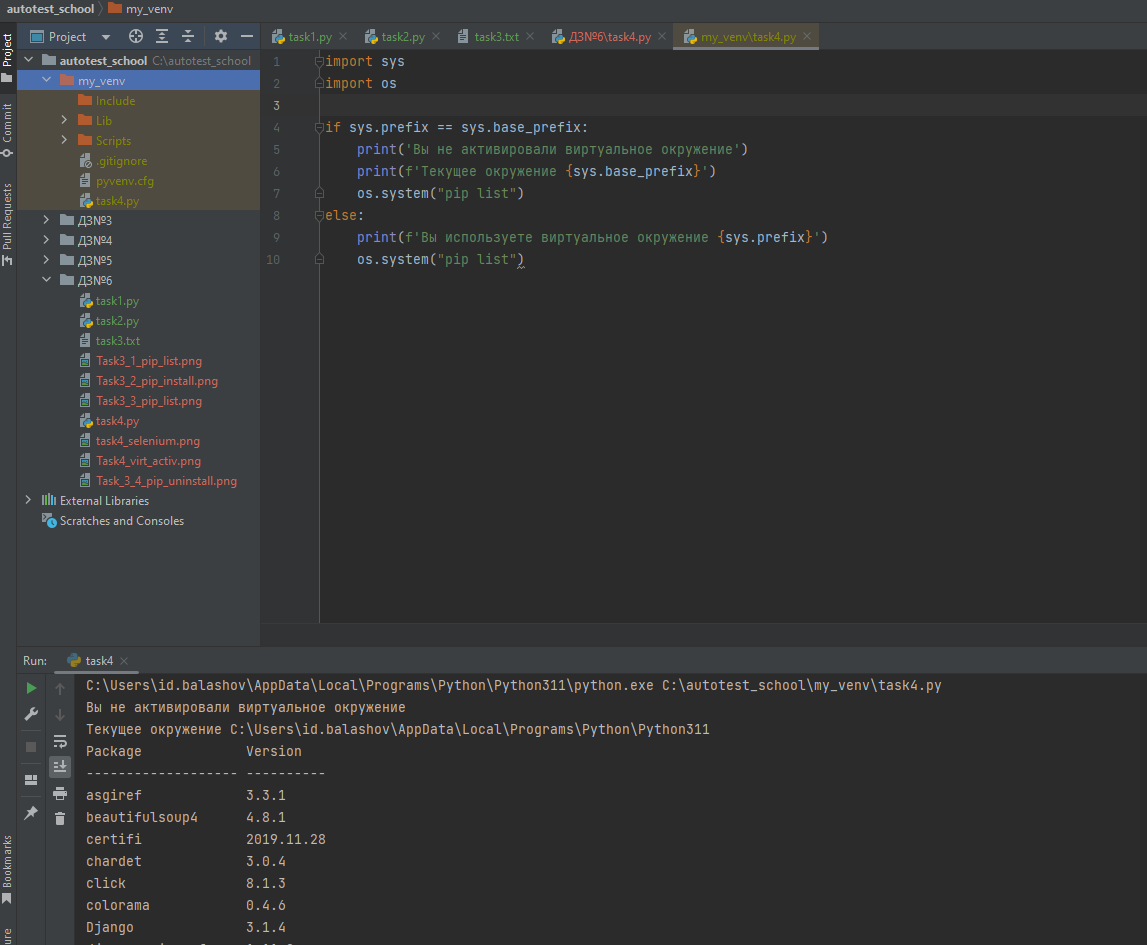 autotest_school my_venv
Project
task1.py
task2.py
task3.txt
ДЗ№6\task4.py
my_venv\task4.py
Project
Commit
Pull Requests
Bookmarks
autotest_school C:\autotest_school
my_venv
Include
Lib
Scripts
.gitignore
pyvenv.cfg
task4.py
ДЗ№3
ДЗ№4
ДЗ№5
ДЗ№6
task1.py
task2.py
task3.txt
Task3_1_pip_list.png
Task3_2_pip_install.png
Task3_3_pip_list.png
task4.py
task4_selenium.png
Task4_virt_activ.png
Task_3_4_pip_uninstall.png
External Libraries
Scratches and Consoles
1 import sys
2 import os
3
4 if sys.prefix == sys.base_prefix:
5 print('Вы не активировали виртуальное окружение')
6 print(f'Текущее окружение {sys.base_prefix}')
7 os.system("pip list")
8 else:
9 print(f'Вы используете виртуальное окружение {sys.prefix}')
10 os.system("pip list")
Run: task4
C:\Users\id.balashov\AppData\Local\Programs\Python\Python311\python.exe C:\autotest_school\my_venv\task4.py
Вы не активировали виртуальное окружение
Текущее окружение C:\Users\id.balashov\AppData\Local\Programs\Python\Python311
Package Version
------------------- ----------
asgiref 3.3.1
beautifulsoup4 4.8.1
certifi 2019.11.28
chardet 3.0.4
click 8.1.3
colorama 0.4.6
Django 3.1.4